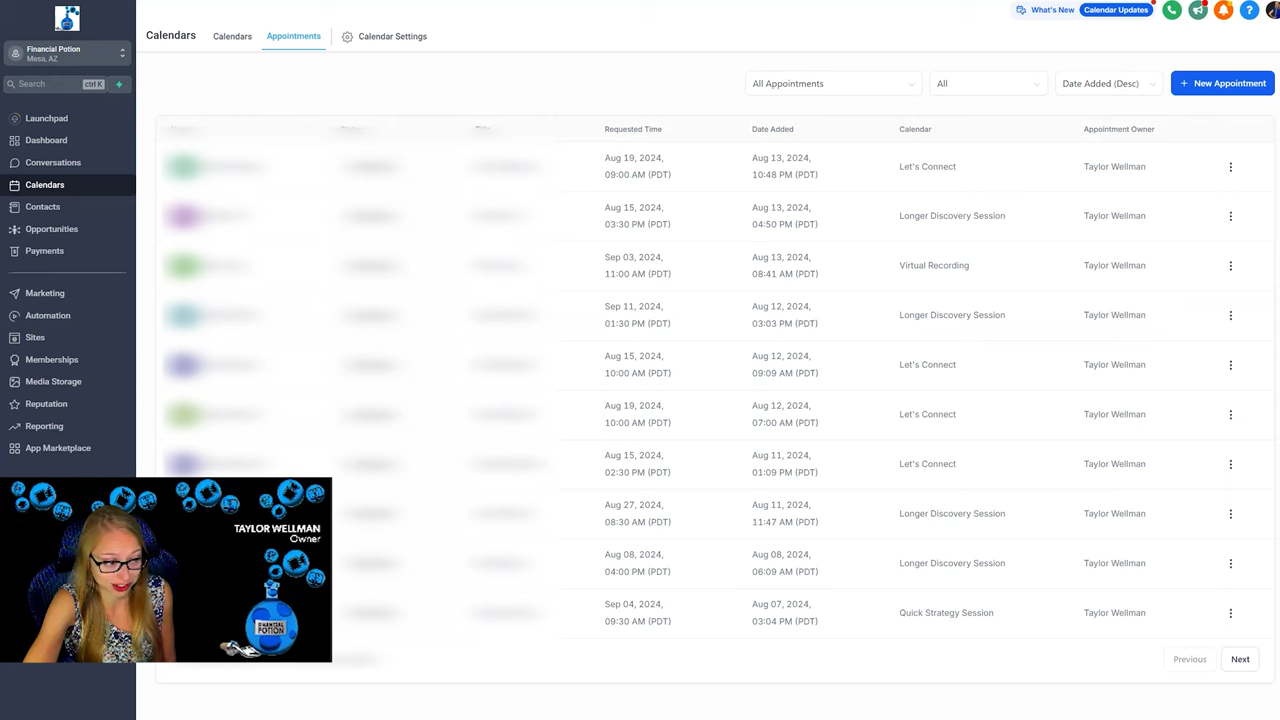 What's New
Calendar Updates
Calendars
Calendars
Appointments
Calendar Settings
Financial Potion
Mesa, AZ
Search
ctrl K
Launchpad
Dashboard
Conversations
Calendars
Contacts
Opportunities
Payments
Marketing
Automation
Sites
Memberships
Media Storage
Reputation
Reporting
App Marketplace
All Appointments
All
Date Added (Desc)
+ New Appointment
Requested Time Date Added Calendar Appointment Owner
Aug 19, 2024, Aug 13, 2024,
09:00 AM (PDT) 10:48 PM (PDT) Let's Connect Taylor Wellman
Aug 15, 2024, Aug 13, 2024,
03:30 PM (PDT) 04:50 PM (PDT) Longer Discovery Session Taylor Wellman
Sep 03, 2024, Aug 13, 2024,
11:00 AM (PDT) 08:41 AM (PDT) Virtual Recording Taylor Wellman
Sep 11, 2024, Aug 12, 2024,
01:30 PM (PDT) 03:03 PM (PDT) Longer Discovery Session Taylor Wellman
Aug 15, 2024, Aug 12, 2024,
10:00 AM (PDT) 09:09 AM (PDT) Let's Connect Taylor Wellman
Aug 19, 2024, Aug 12, 2024,
10:00 AM (PDT) 07:00 AM (PDT) Let's Connect Taylor Wellman
Aug 15, 2024, Aug 11, 2024,
02:30 PM (PDT) 01:09 PM (PDT) Let's Connect Taylor Wellman
Aug 27, 2024, Aug 11, 2024,
08:30 AM (PDT) 11:47 AM (PDT) Longer Discovery Session Taylor Wellman
Aug 08, 2024, Aug 08, 2024,
04:00 PM (PDT) 06:09 AM (PDT) Longer Discovery Session Taylor Wellman
Sep 04, 2024, Aug 07, 2024,
09:30 AM (PDT) 03:04 PM (PDT) Quick Strategy Session Taylor Wellman
Previous
Next
TAYLOR WELLMAN
Owner
FINANCIAL
POTION